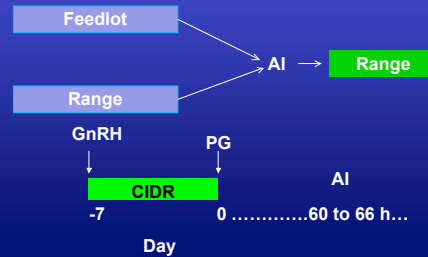 Feedlot
AI
Range
Range
GnRH
PG
AI
CIDR
-7
0 .............60 to 66 h...
Day